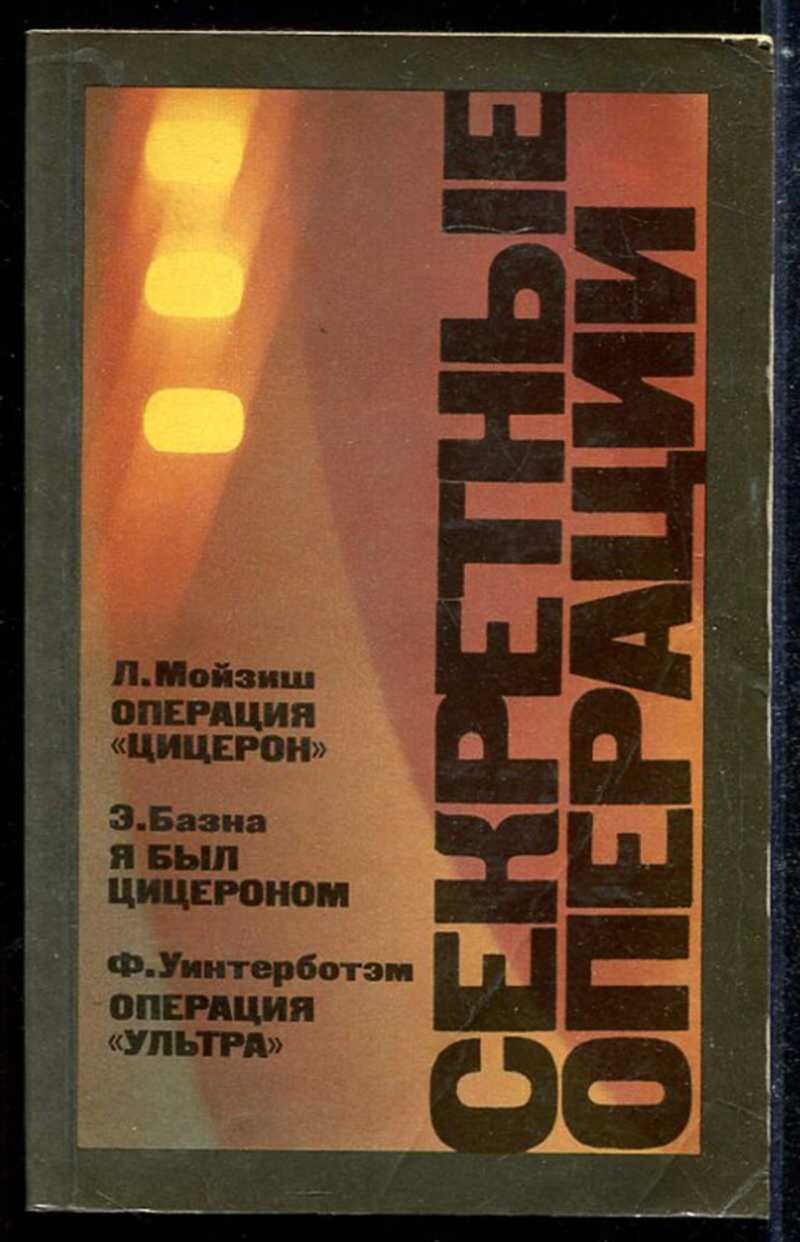 СЕКРЕТНЫЕ
ОПЕРАЦИИ
Л.Мойзиш
ОПЕРАЦИЯ
«ЦИЦЕРОН»
Э.Базна
Я БЫЛ
ЦИЦЕРОНОМ
Ф.Уинтерботэм
ОПЕРАЦИЯ
«УЛЬТРА»